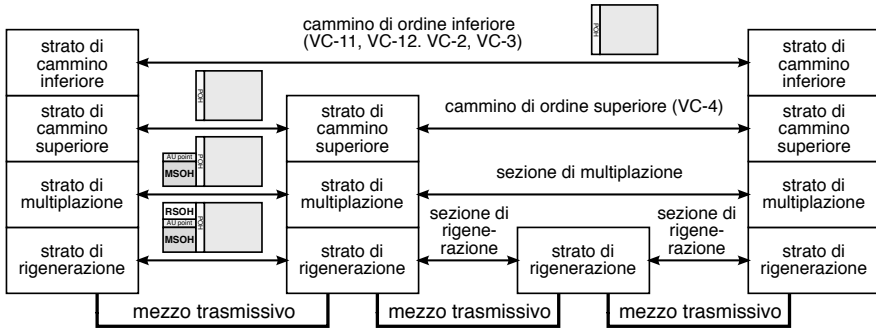 cammino di ordine inferiore
(VC-11, VC-12. VC-2, VC-3)
POH
strato di
cammino
inferiore
strato di
cammino
inferiore
POH
strato di
cammino
superiore
strato di
cammino
superiore
cammino di ordine superiore (VC-4)
strato di
cammino
superiore
AU point
MSOH
POH
strato di
multiplazione
strato di
multiplazione
sezione di multiplazione
strato di
multiplazione
RSOH
AU point
MSOH
POH
strato di
rigenerazione
strato di
rigenerazione
sezione di
rigene-
razione
strato di
rigenerazione
sezione di
rigene-
razione
strato di
rigenerazione
mezzo trasmissivo
mezzo trasmissivo
mezzo trasmissivo